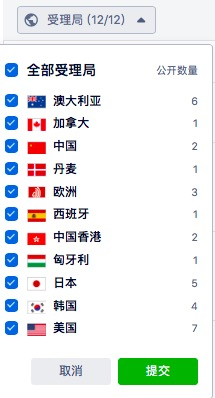 受理局 (12/12)
全部受理局 公开数量
澳大利亚 6
加拿大 1
中国 2
丹麦 1
欧洲 3
西班牙 1
中国香港 2
匈牙利 1
日本 5
韩国 4
美国 7
取消 提交